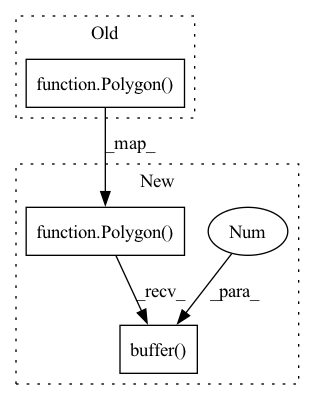 Old
function.Polygon()
_map_
New
function.Polygon()
Num
_recv_
_para_
buffer()